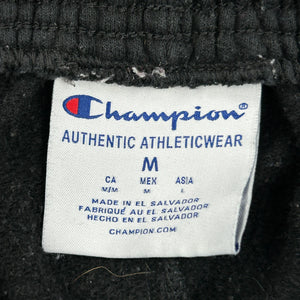 Champion
AUTHENTIC ATHLETICWEAR
M
CA MEX ASIA
M/M M L
MADE IN EL SALVADOR
FABRIQUÉ AU EL SALVADOR
HECHO EN EL SALVADOR
CHAMPION.COM